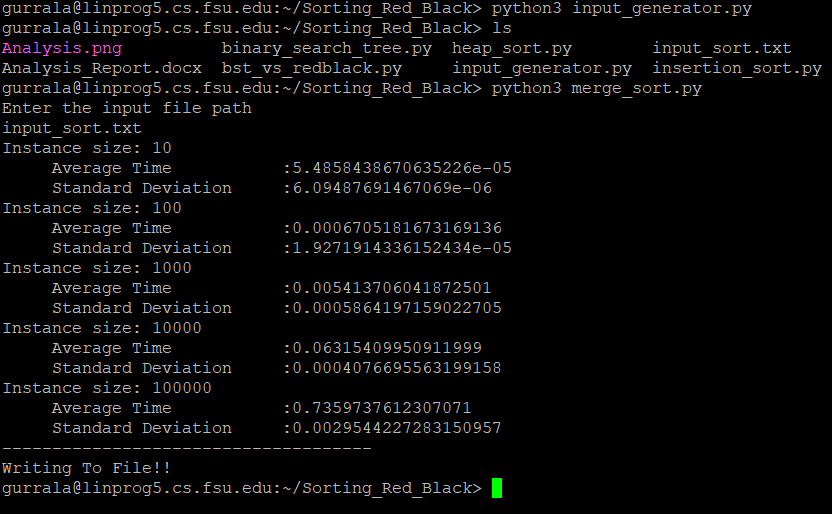 gurrala@linprog5.cs.fsu.edu:~/Sorting_Red_Black> python3 input_generator.py
gurrala@linprog5.cs.fsu.edu:~/Sorting_Red_Black> ls
Analysis.png          binary_search_tree.py  heap_sort.py        input_sort.txt
Analysis_Report.docx  bst_vs_redblack.py     input_generator.py  insertion_sort.py
gurrala@linprog5.cs.fsu.edu:~/Sorting_Red_Black> python3 merge_sort.py
Enter the input file path
input_sort.txt
Instance size: 10
     Average Time           :5.4858438670635226e-05
     Standard Deviation     :6.09487691467069e-06
Instance size: 100
     Average Time           :0.0006705181673169136
     Standard Deviation     :1.9271914336152434e-05
Instance size: 1000
     Average Time           :0.005413706041872501
     Standard Deviation     :0.0005864197159022705
Instance size: 10000
     Average Time           :0.06315409950911999
     Standard Deviation     :0.0004076695563199158
Instance size: 100000
     Average Time           :0.7359737612307071
     Standard Deviation     :0.0029544227283150957
-------------------------------------
Writing To File!!
gurrala@linprog5.cs.fsu.edu:~/Sorting_Red_Black>